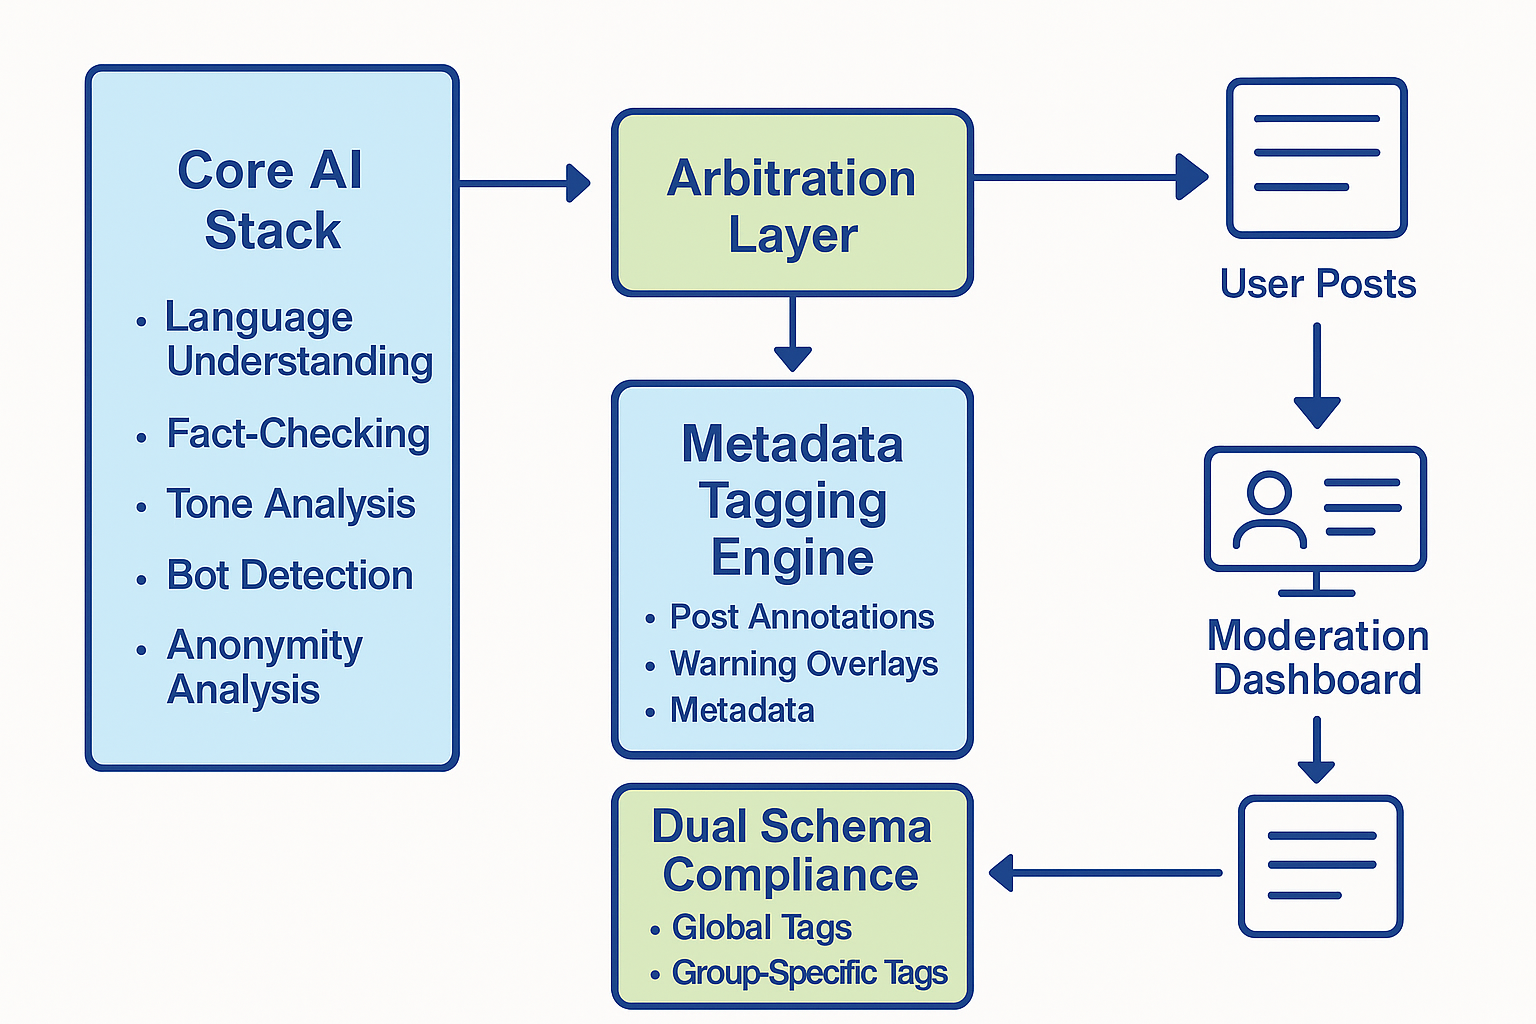 Core AI
Stack
• Language
Understanding
• Fact-Checking
• Tone Analysis
• Bot Detection
• Anonymity
Analysis
Arbitration
Layer
Metadata
Tagging
Engine
• Post Annotations
• Warning Overlays
• Metadata
Dual Schema
Compliance
• Global Tags
• Group-Specific Tags
User Posts
Moderation
Dashboard